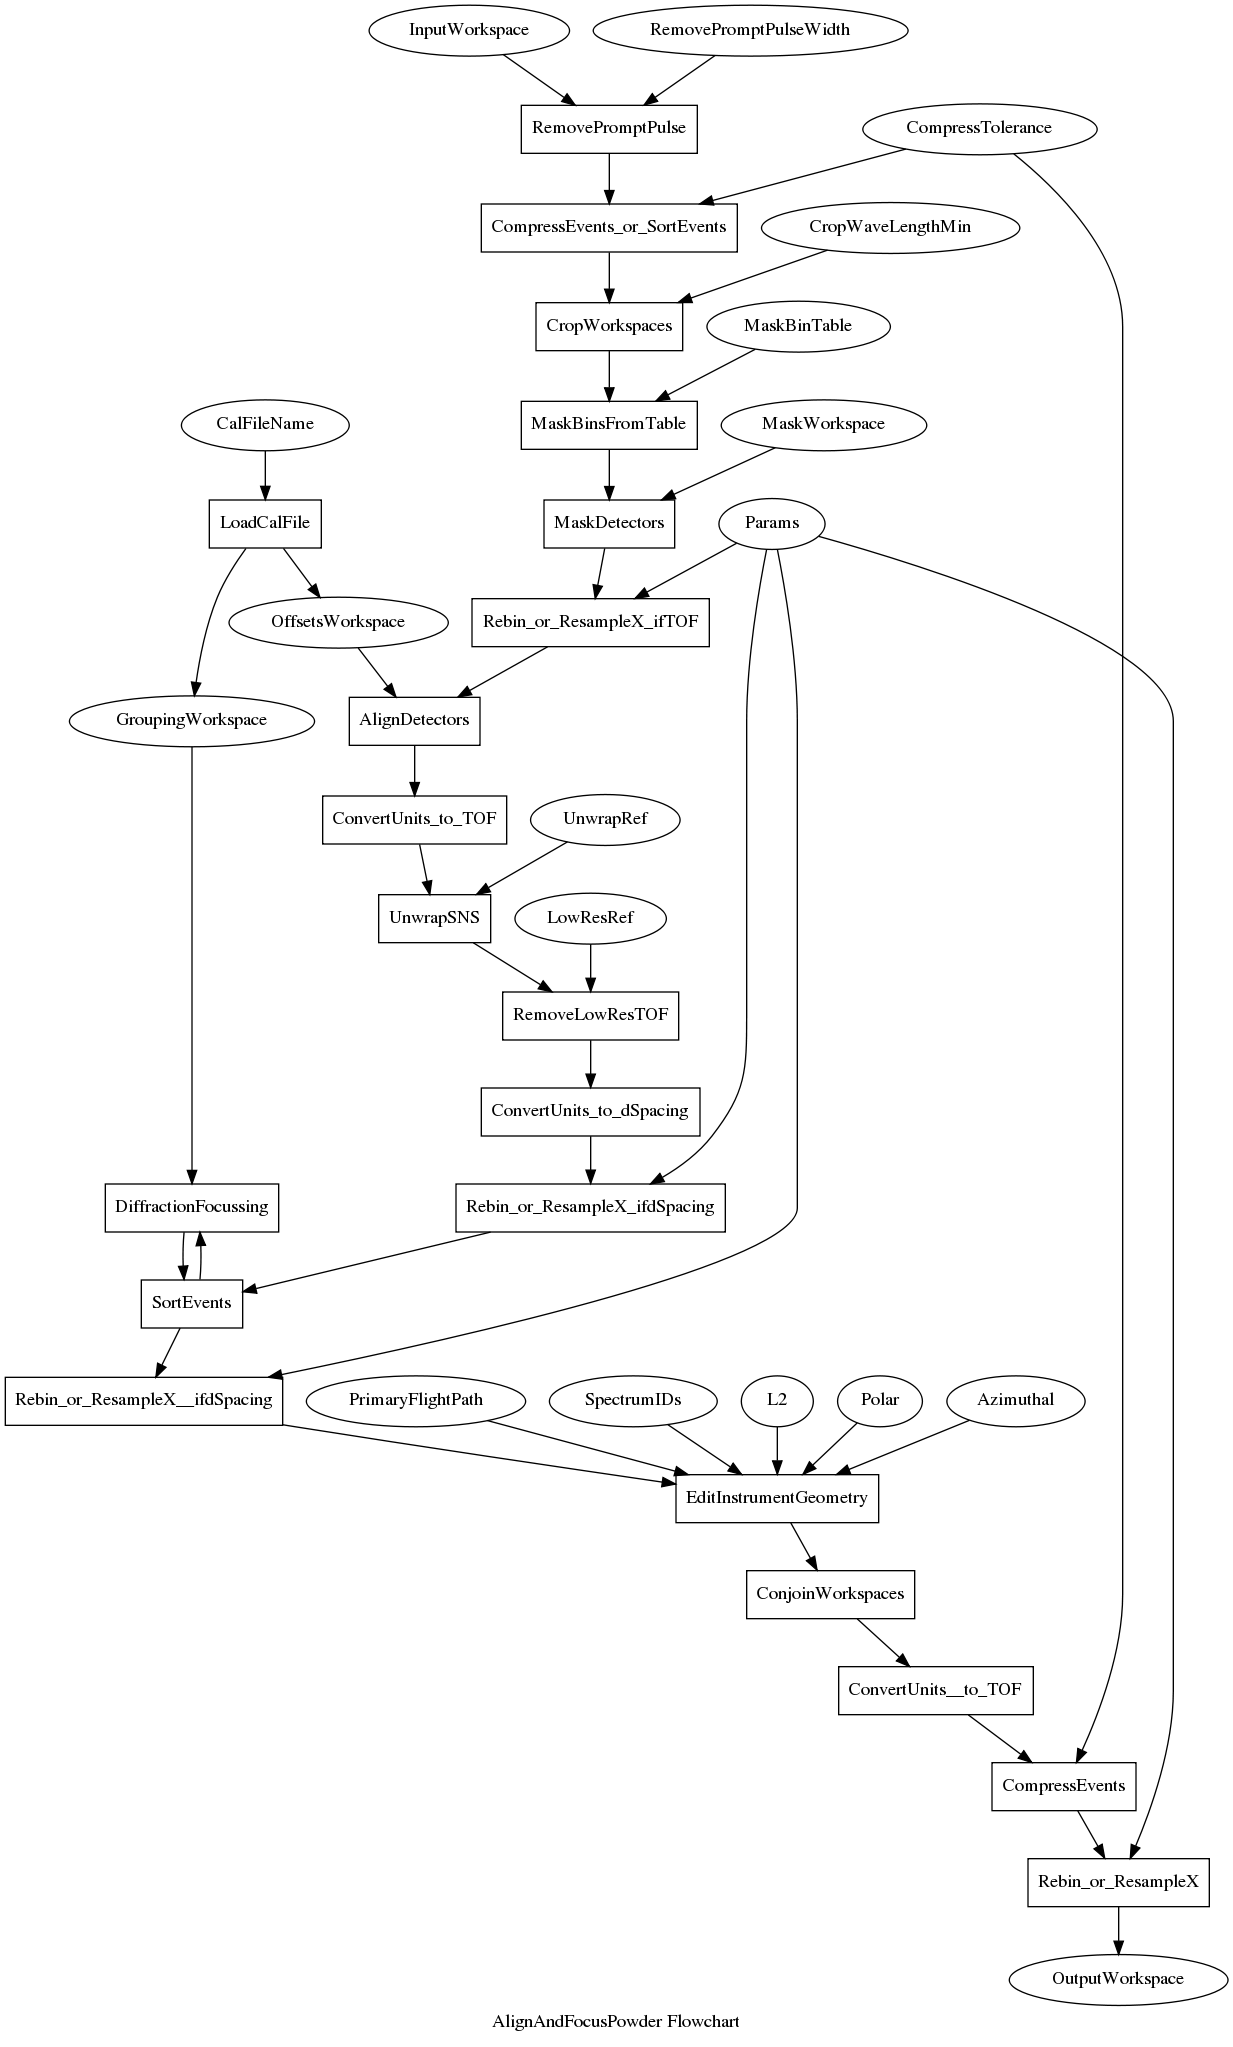 InputWorkspace
RemovePromptPulseWidth
RemovePromptPulse
CompressTolerance
CompressEvents_or_SortEvents
CropWaveLengthMin
CropWorkspaces
MaskBinTable
CalFileName
MaskBinsFromTable
MaskWorkspace
LoadCalFile
MaskDetectors
Params
OffsetsWorkspace
Rebin_or_ResampleX_ifTOF
GroupingWorkspace
AlignDetectors
ConvertUnits_to_TOF
UnwrapRef
UnwrapSNS
LowResRef
RemoveLowResTOF
ConvertUnits_to_dSpacing
DiffractionFocussing
Rebin_or_ResampleX_ifdSpacing
SortEvents
Rebin_or_ResampleX__ifdSpacing
PrimaryFlightPath
SpectrumIDs
L2
Polar
Azimuthal
EditInstrumentGeometry
ConjoinWorkspaces
ConvertUnits__to_TOF
CompressEvents
Rebin_or_ResampleX
OutputWorkspace
AlignAndFocusPowder Flowchart